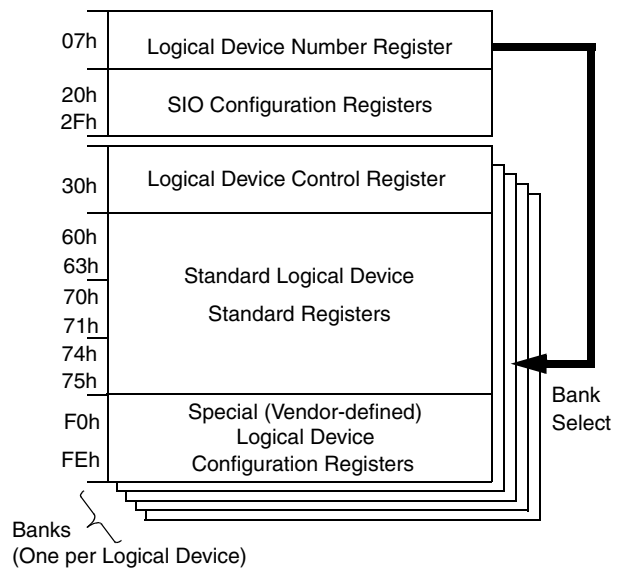 07h
Logical Device Number Register
20h
2Fh
SIO Configuration Registers
30h
Logical Device Control Register
60h
63h
70h
71h
74h
75h
Standard Logical Device
Standard Registers
Bank
Select
F0h
FEh
Special (Vendor-defined)
Logical Device
Configuration Registers
Banks
(One per Logical Device)